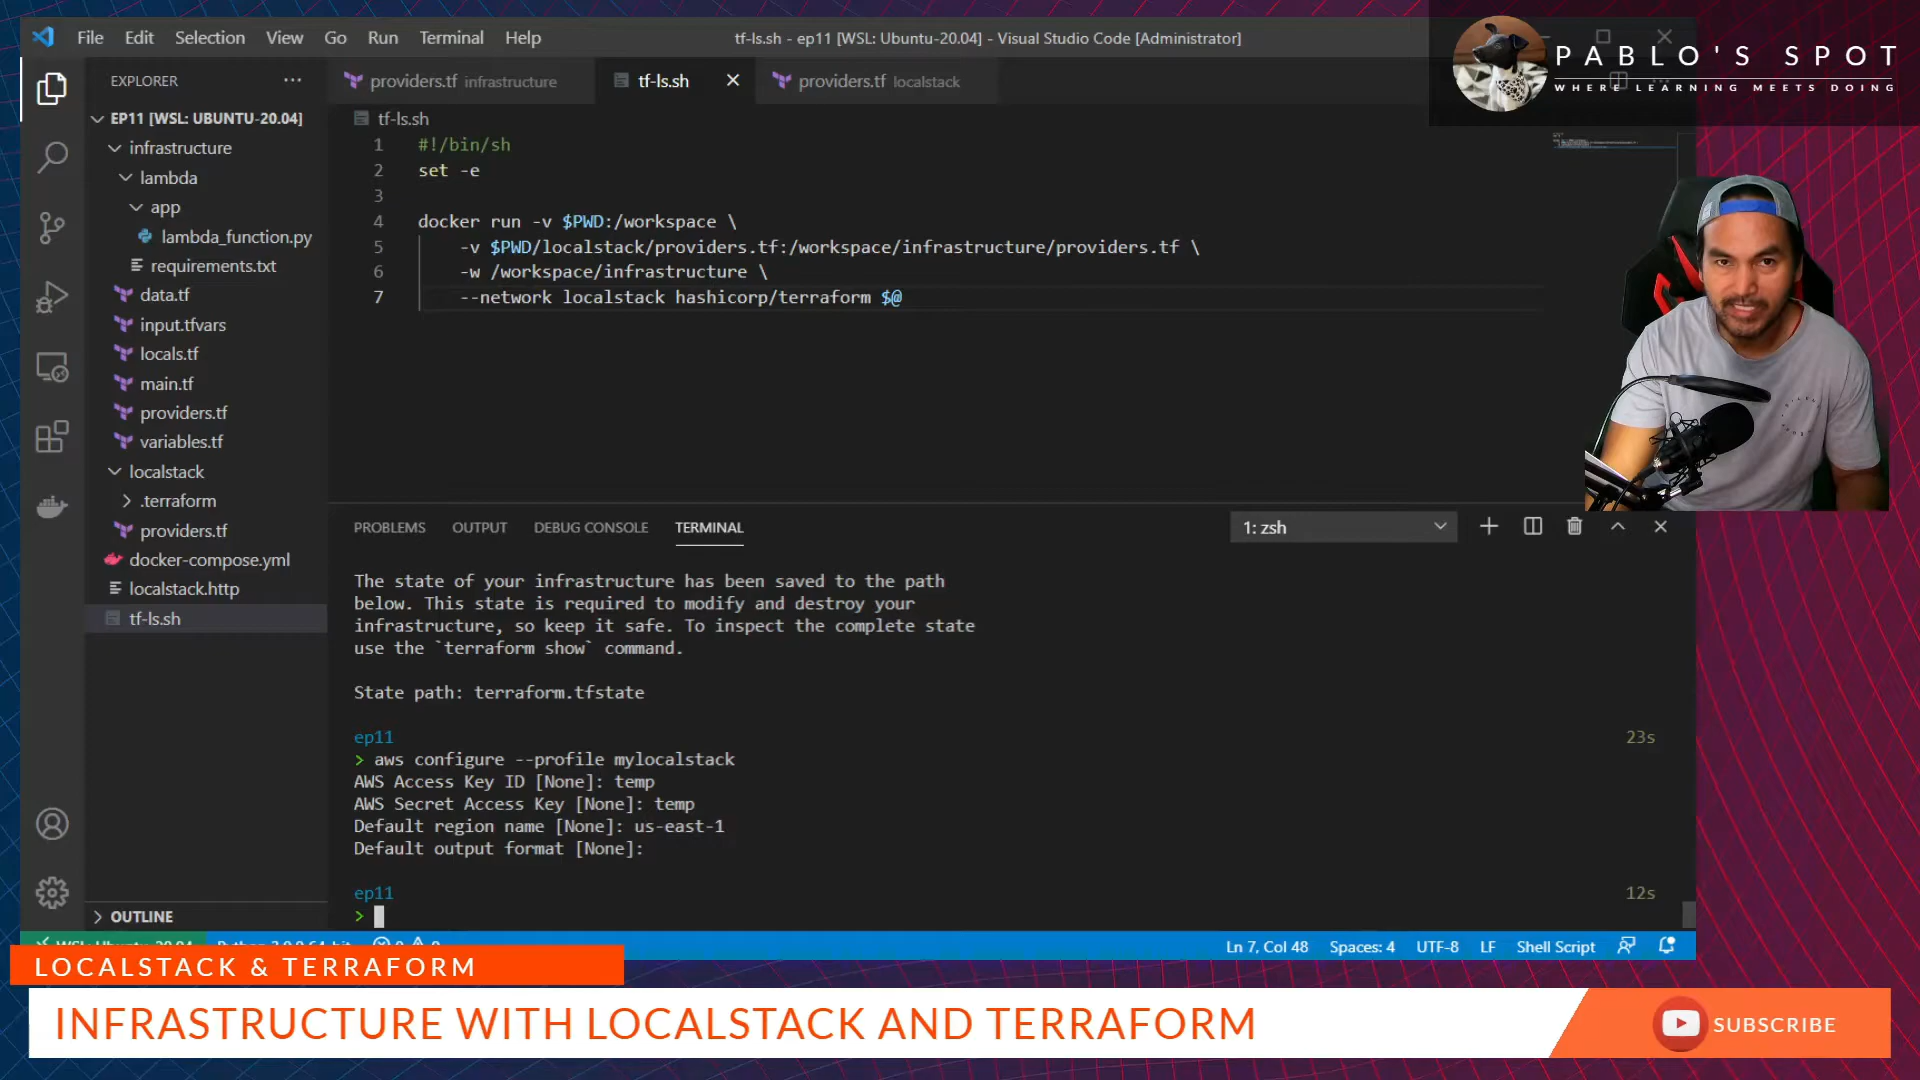 File Edit Selection View Go Run Terminal Help
tf-ls.sh - ep11 [WSL: Ubuntu-20.04] - Visual Studio Code [Administrator]
PABLO'S SPOT
WHERE LEARNING MEETS DOING
EXPLORER
providers.tf infrastructure
tf-ls.sh
providers.tf localstack
EP11 [WSL: UBUNTU-20.04]
infrastructure
lambda
app
lambda_function.py
requirements.txt
data.tf
input.tfvars
locals.tf
main.tf
providers.tf
variables.tf
localstack
.terraform
providers.tf
docker-compose.yml
localstack.http
tf-ls.sh
OUTLINE
tf-ls.sh
1 #!/bin/sh
2 set -e
3
4 docker run -v $PWD:/workspace \
5 -v $PWD/localstack/providers.tf:/workspace/infrastructure/providers.tf \
6 -w /workspace/infrastructure \
7 --network localstack hashicorp/terraform $@
PROBLEMS OUTPUT DEBUG CONSOLE TERMINAL
1: zsh
The state of your infrastructure has been saved to the path
below. This state is required to modify and destroy your
infrastructure, so keep it safe. To inspect the complete state
use the `terraform show` command.
State path: terraform.tfstate
ep11 23s
> aws configure --profile mylocalstack
AWS Access Key ID [None]: temp
AWS Secret Access Key [None]: temp
Default region name [None]: us-east-1
Default output format [None]:
ep11 12s
>
Ln 7, Col 48 Spaces: 4 UTF-8 LF Shell Script
LOCALSTACK & TERRAFORM
INFRASTRUCTURE WITH LOCALSTACK AND TERRAFORM
SUBSCRIBE